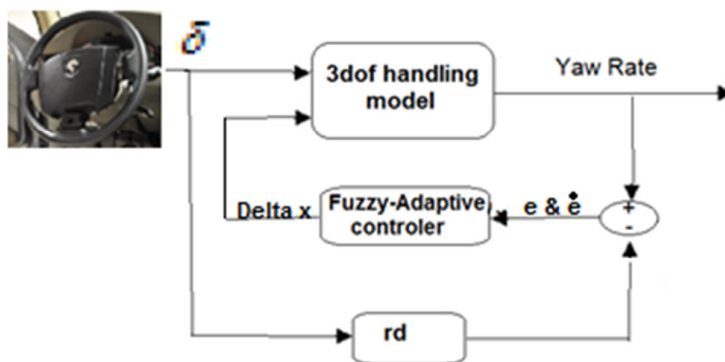 δ
3dof handling
model
Yaw Rate
Delta x
Fuzzy-Adaptive
controler
e & ė
+
-
rd